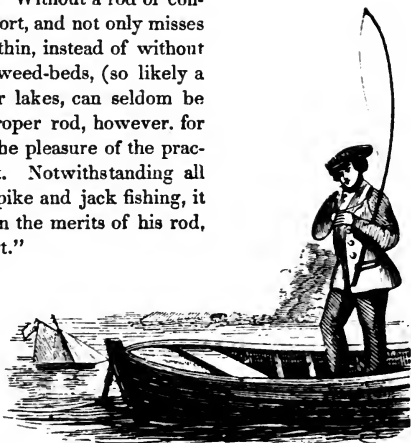 Without a rod of con-
ort, and not only misses
thin, instead of without
weed-beds, (so likely a
r lakes, can seldom be
roper rod, however. for
he pleasure of the prac-
t. Notwithstanding all
pike and jack fishing, it
n the merits of his rod,
t."